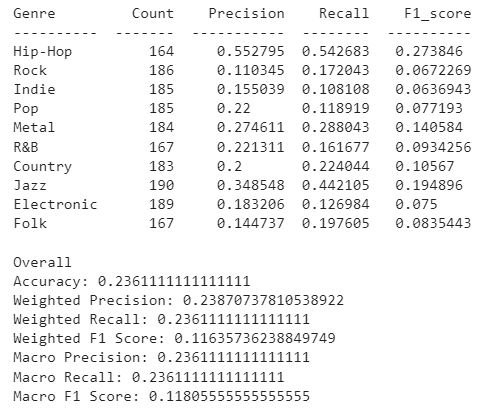 Genre Count Precision Recall F1_score
---------- ------- ----------- -------- ----------
Hip-Hop 164 0.552795 0.542683 0.273846
Rock 186 0.110345 0.172043 0.0672269
Indie 185 0.155039 0.108108 0.0636943
Pop 185 0.22 0.118919 0.077193
Metal 184 0.274611 0.288043 0.140584
R&B 167 0.221311 0.161677 0.0934256
Country 183 0.2 0.224044 0.10567
Jazz 190 0.348548 0.442105 0.194896
Electronic 189 0.183206 0.126984 0.075
Folk 167 0.144737 0.197605 0.0835443
Overall
Accuracy: 0.2361111111111111
Weighted Precision: 0.23870737810538922
Weighted Recall: 0.2361111111111111
Weighted F1 Score: 0.11635736238849749
Macro Precision: 0.2361111111111111
Macro Recall: 0.2361111111111111
Macro F1 Score: 0.11805555555555555